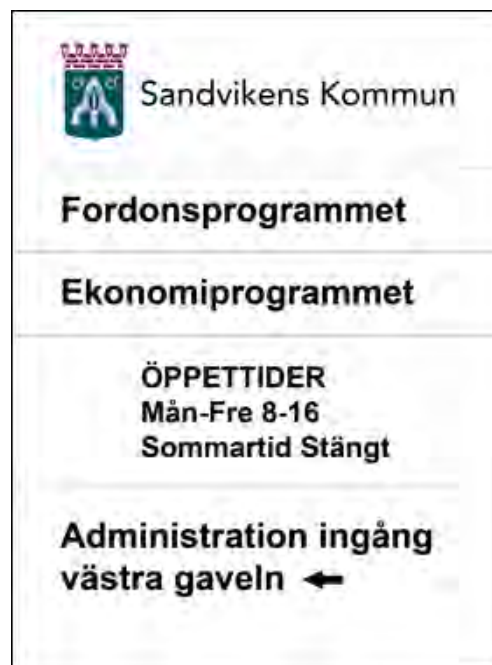 Sandvikens Kommun
Fordonsprogrammet
Ekonomiprogrammet
ÖPPETTIDER
Mån-Fre 8-16
Sommartid Stängt
Administration ingång
västra gaveln ←